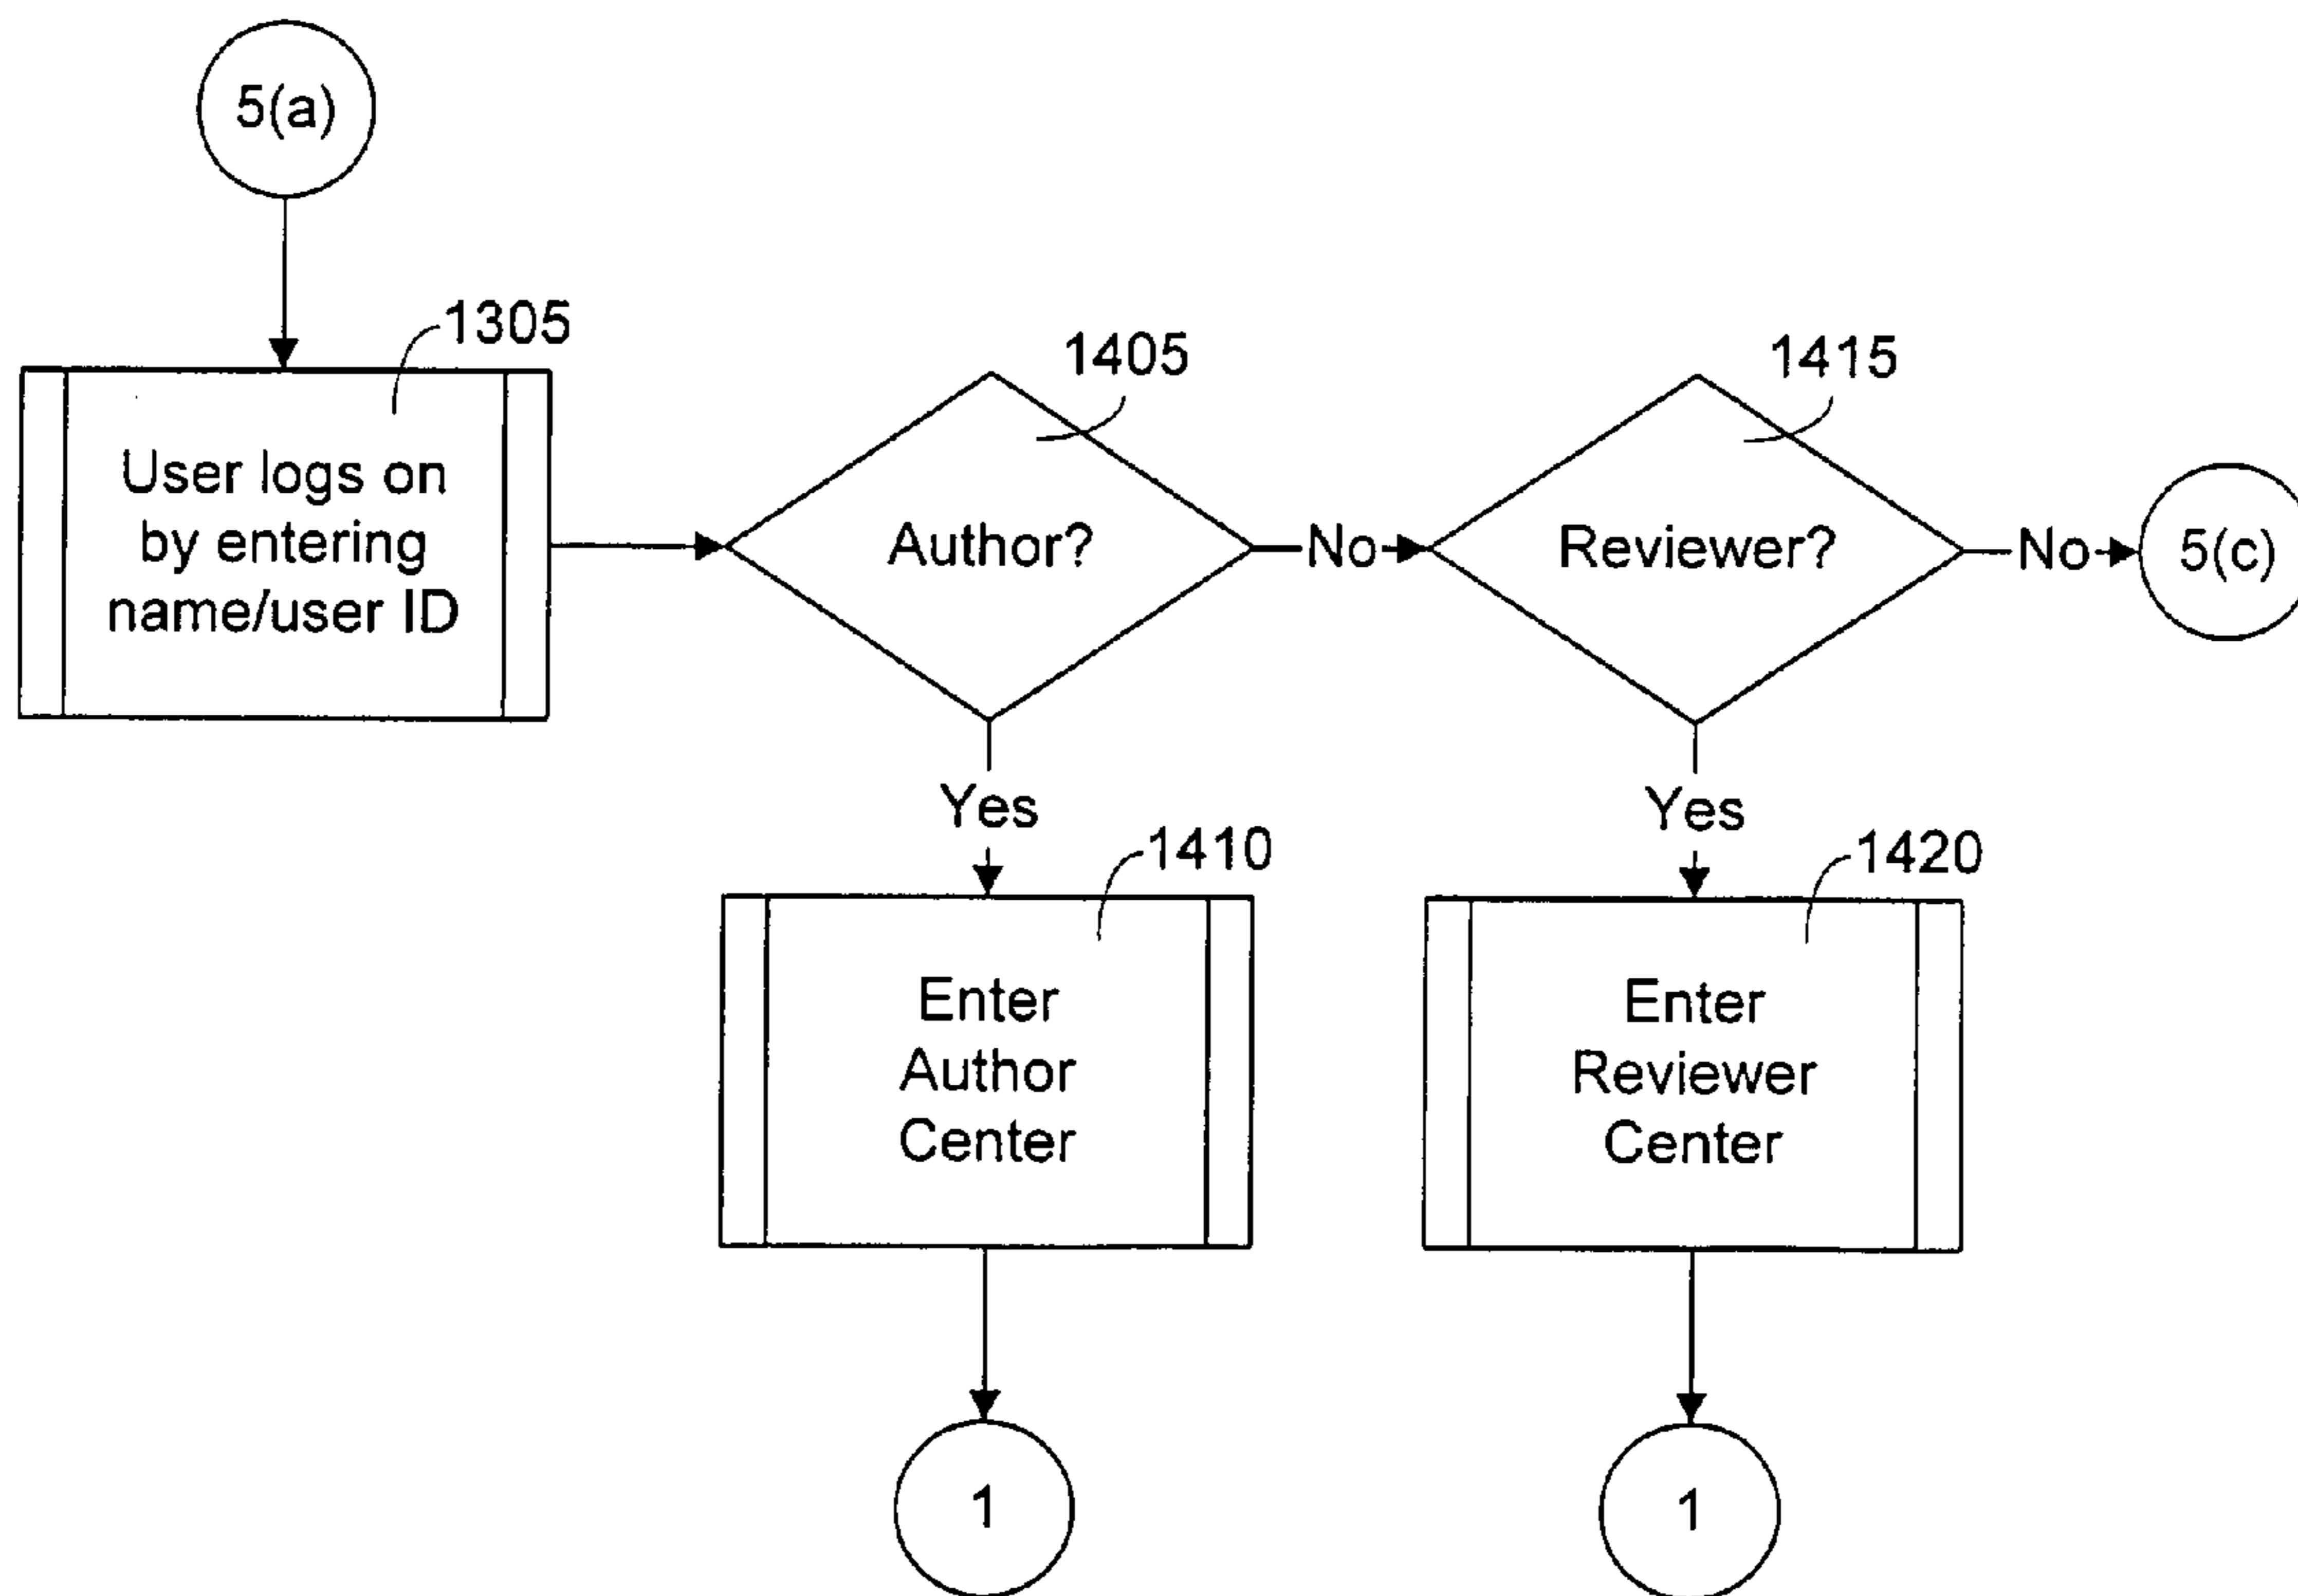 5(a)
1305
User logs on
by entering
name/user ID
1405
Author?
No
1415
Reviewer?
No
5(c)
Yes
1410
Enter
Author
Center
1
Yes
1420
Enter
Reviewer
Center
1